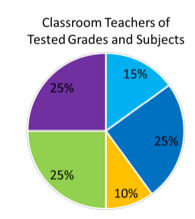 Classroom Teachers of
Tested Grades and Subjects
15%
25%
25%
25%
10%